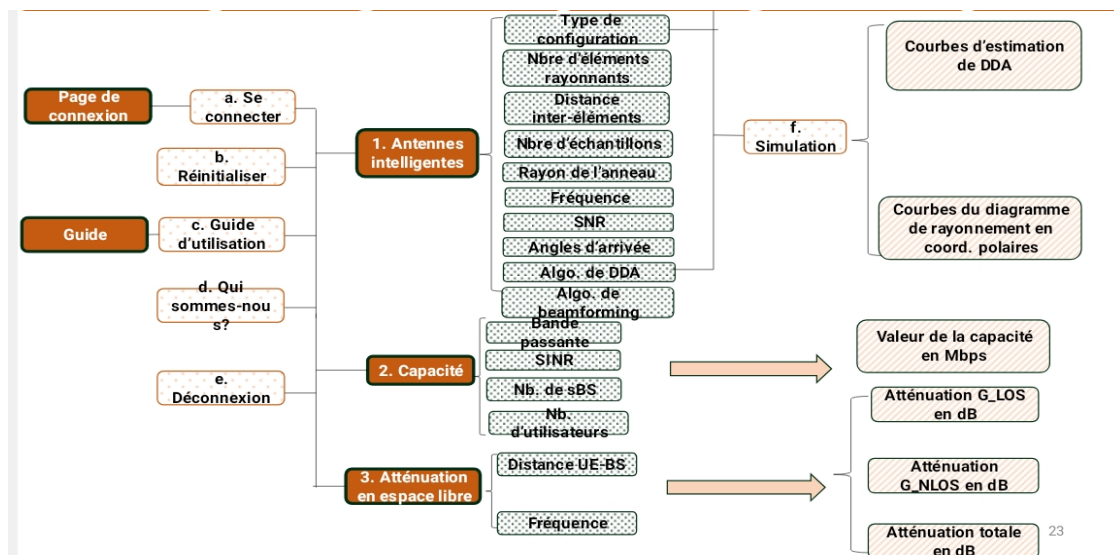 Page de
connexion
a. Se
connecter
b.
Réinitialiser
Guide
c. Guide
d'utilisation
d. Qui
sommes-nou
s?
e.
Déconnexion
1. Antennes
intelligentes
Type de
configuration
Nbre d'éléments
rayonnants
Distance
inter-éléments
Nbre d'échantillons
Rayon de l'anneau
Fréquence
SNR
Angles d'arrivée
Algo. de DDA
Algo. de
beamforming
f.
Simulation
Courbes d'estimation
de DDA
Courbes du diagramme
de rayonnement en
coord. polaires
2. Capacité
Bande
passante
SINR
Nb. de sBS
Nb.
d'utilisateurs
Valeur de la capacité
en Mbps
3. Atténuation
en espace libre
Distance UE-BS
Fréquence
Atténuation G_LOS
en dB
Atténuation
G_NLOS en dB
Atténuation totale
en dB
23